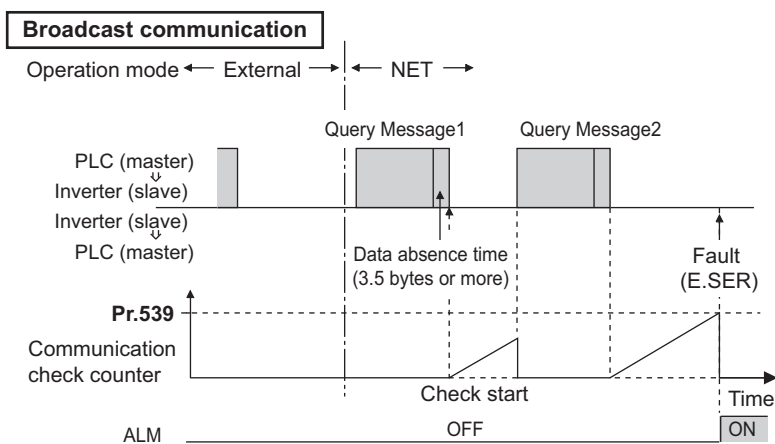 Broadcast communication
Operation mode External NET
Query Message1 Query Message2
PLC (master)
Inverter (slave)
Inverter (slave)
PLC (master)
Data absence time
(3.5 bytes or more)
Fault
(E.SER)
Pr.539
Communication
check counter
Check start
Time
ALM OFF ON